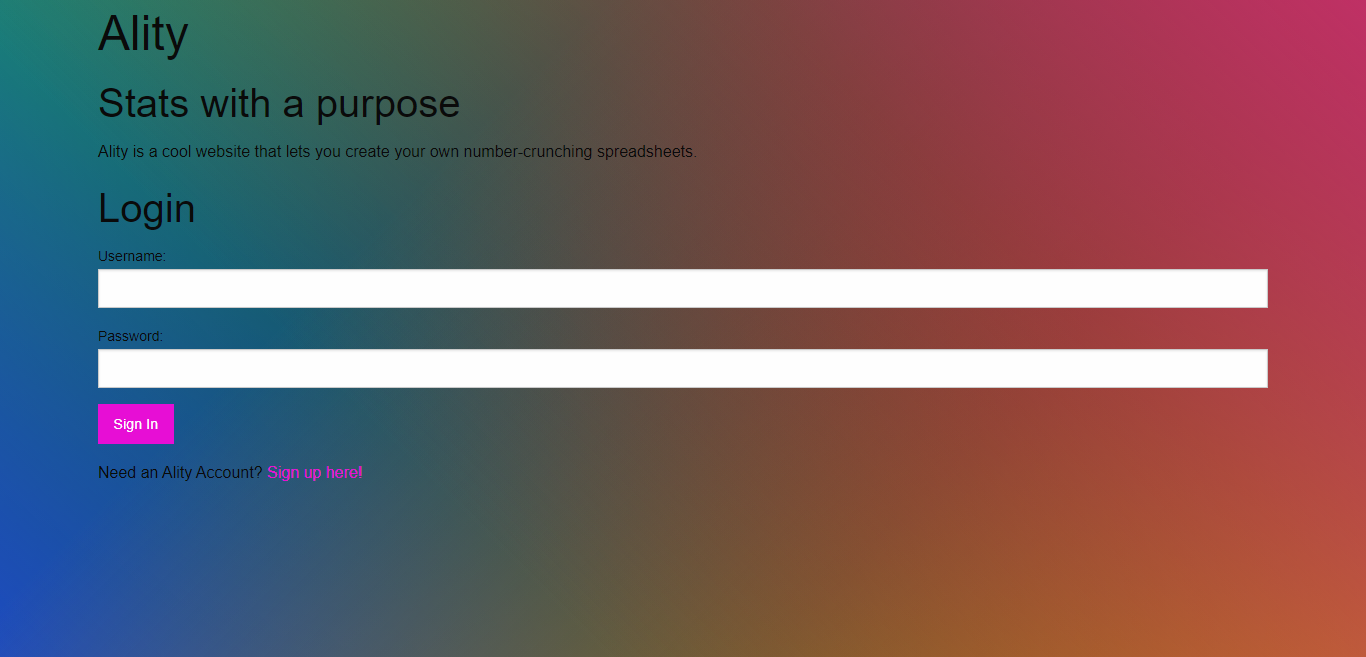 Ality
Stats with a purpose
Ality is a cool website that lets you create your own number-crunching spreadsheets.
Login
Username:
Password:
Sign In
Need an Ality Account? Sign up here!